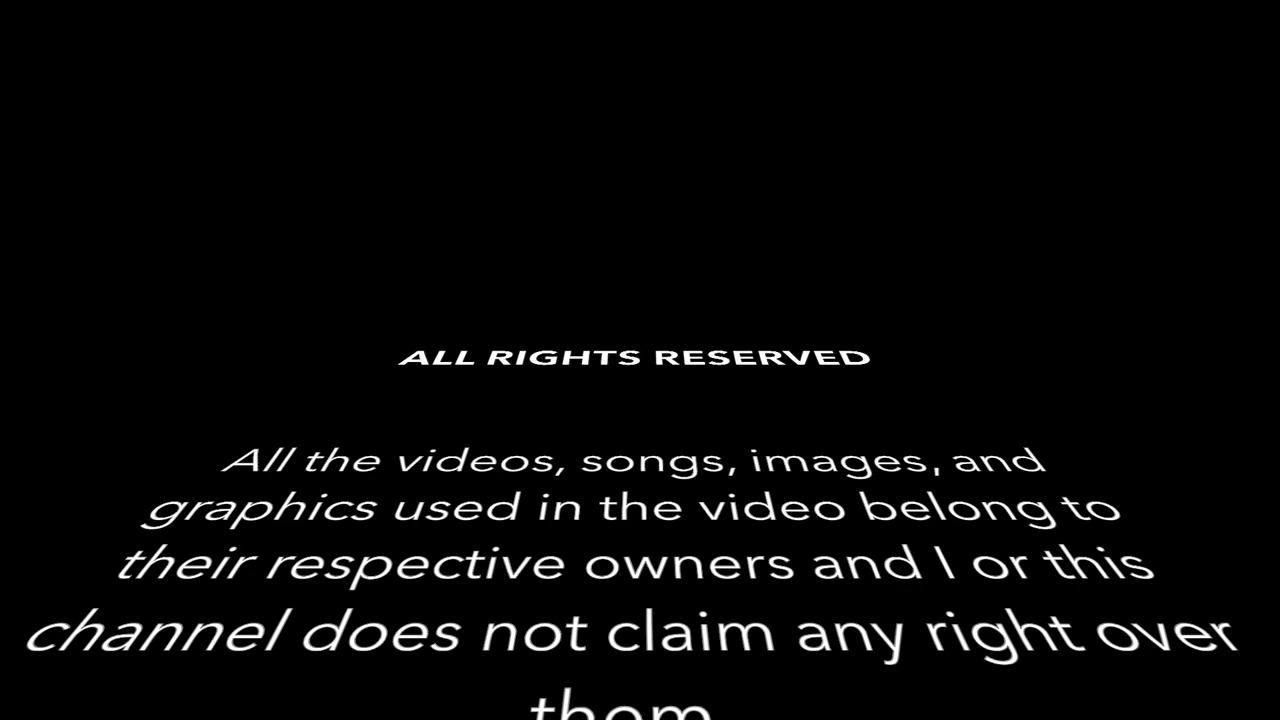 ALL RIGHTS RESERVED
All the videos, songs, images, and
graphics used in the video belong to
their respective owners and I or this
channel does not claim any right over
them